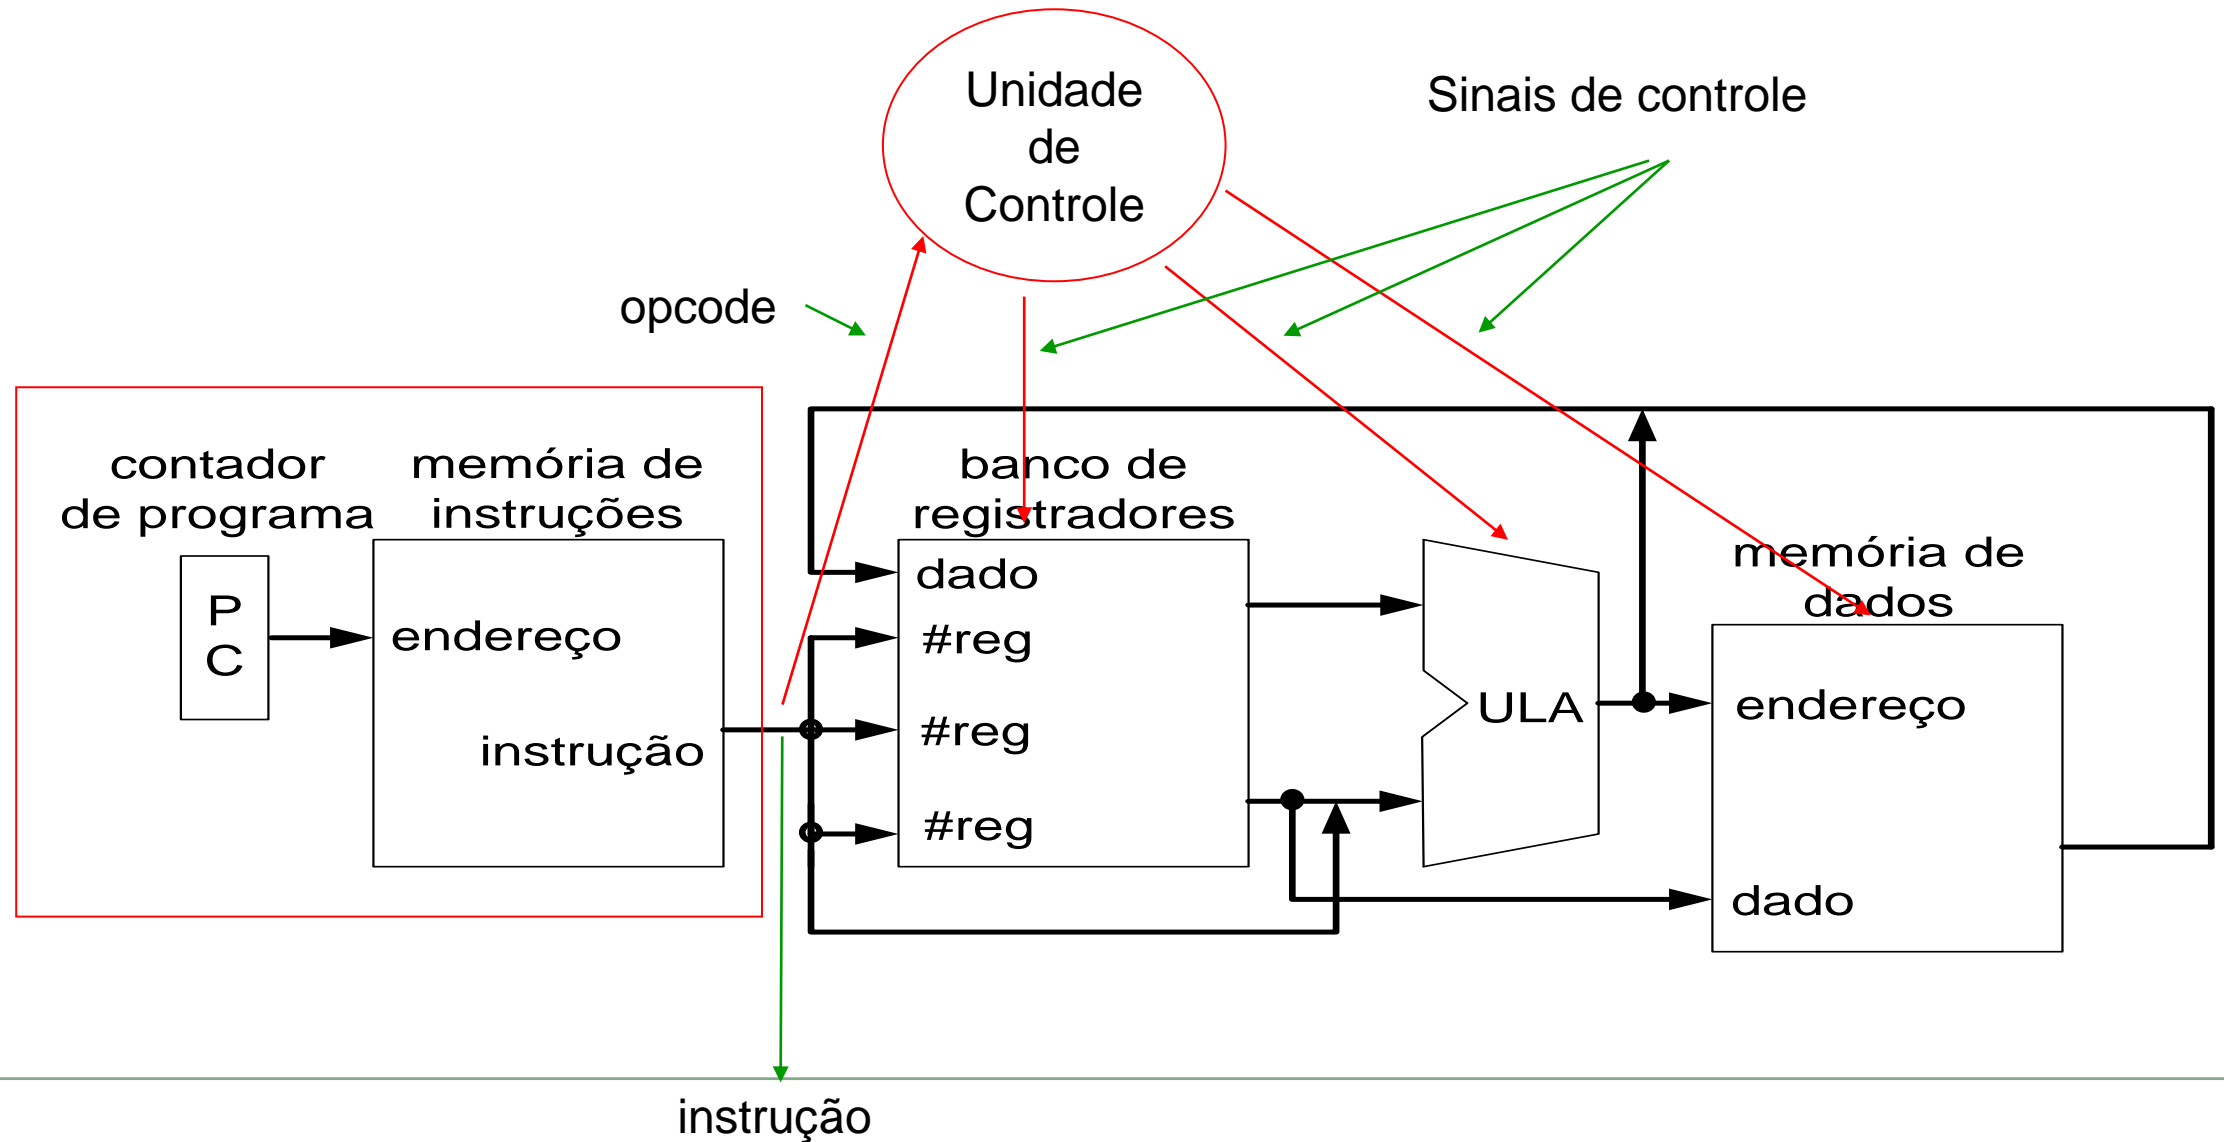 Unidade
de
Controle
Sinais de controle
opcode
contador
de programa
memória de
instruções
banco de
registradores
memória de
dados
P
C
endereço
instrução
dado
#reg
#reg
#reg
ULA
endereço
dado
instrução